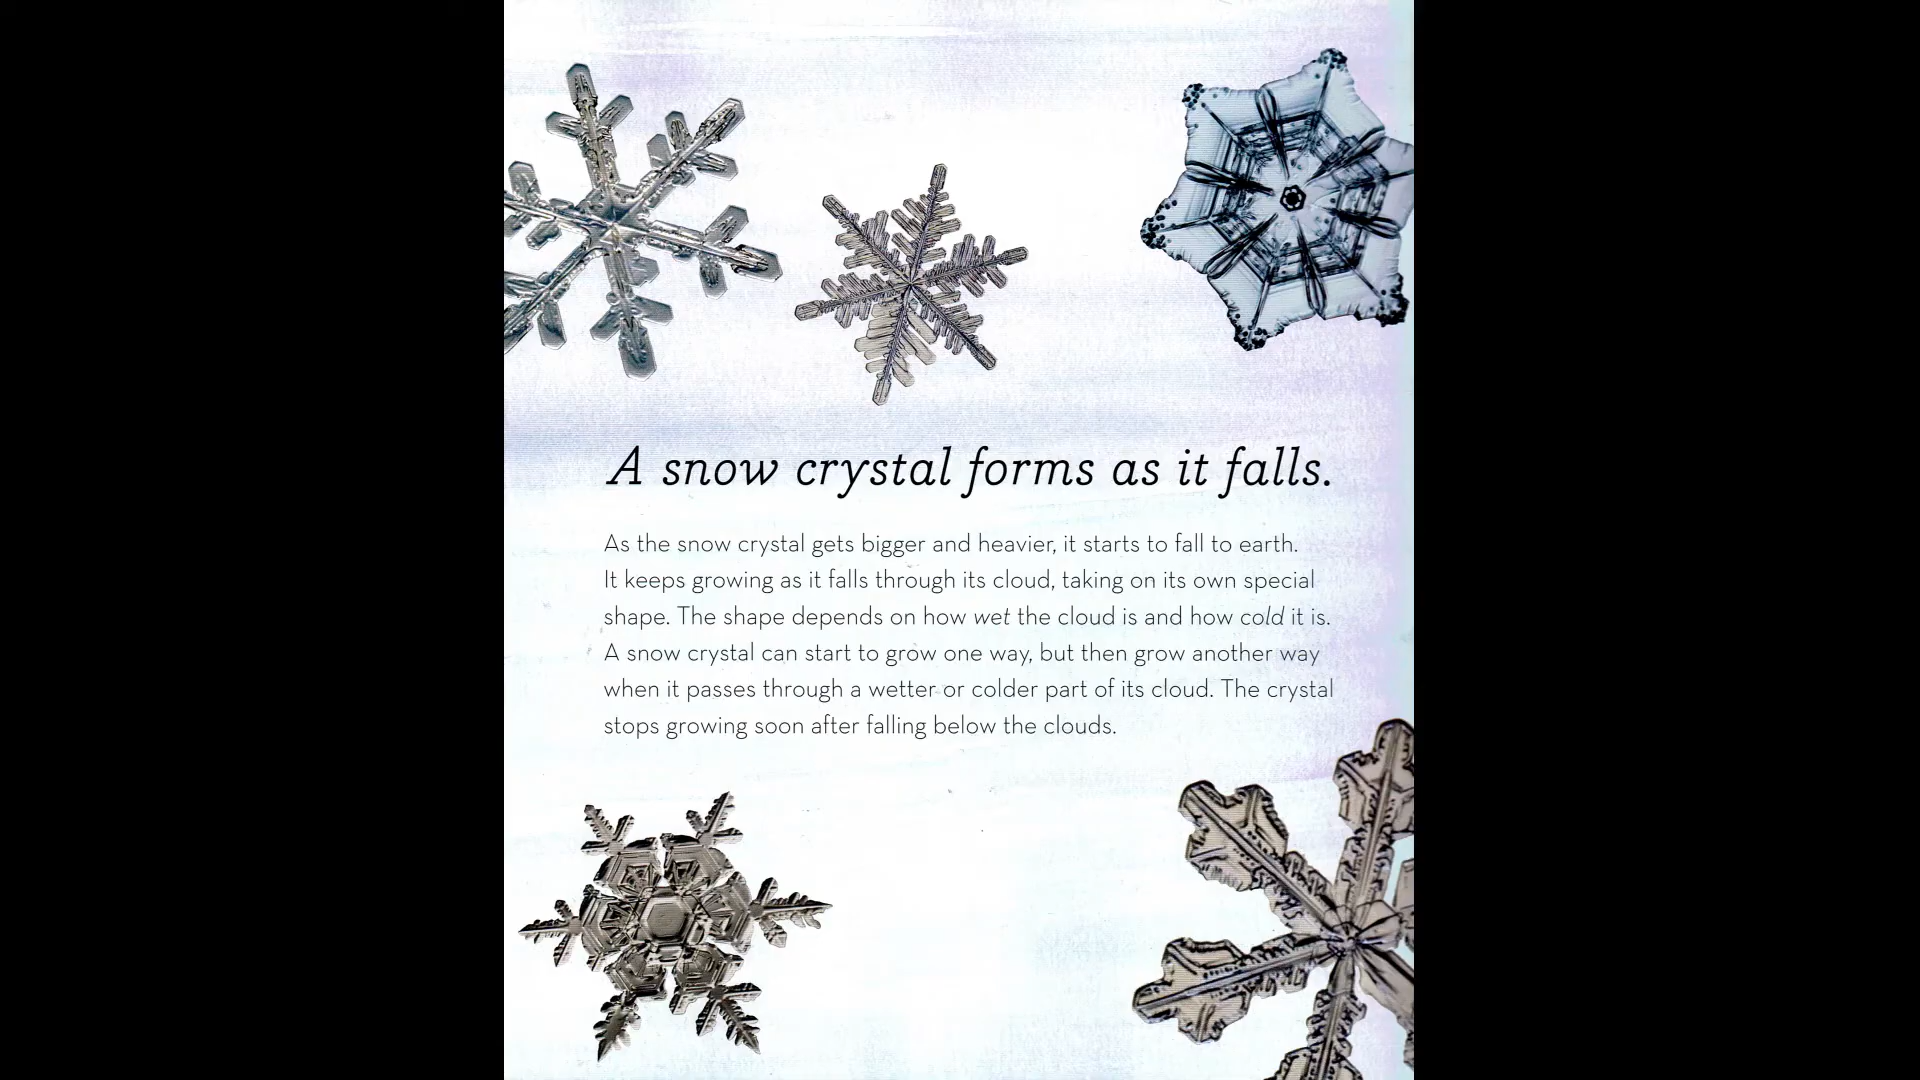 A snow crystal forms as it falls.
As the snow crystal gets bigger and heavier, it starts to fall to earth.
It keeps growing as it falls through its cloud, taking on its own special
shape. The shape depends on how wet the cloud is and how cold it is.
A snow crystal can start to grow one way, but then grow another way
when it passes through a wetter or colder part of its cloud. The crystal
stops growing soon after falling below the clouds.